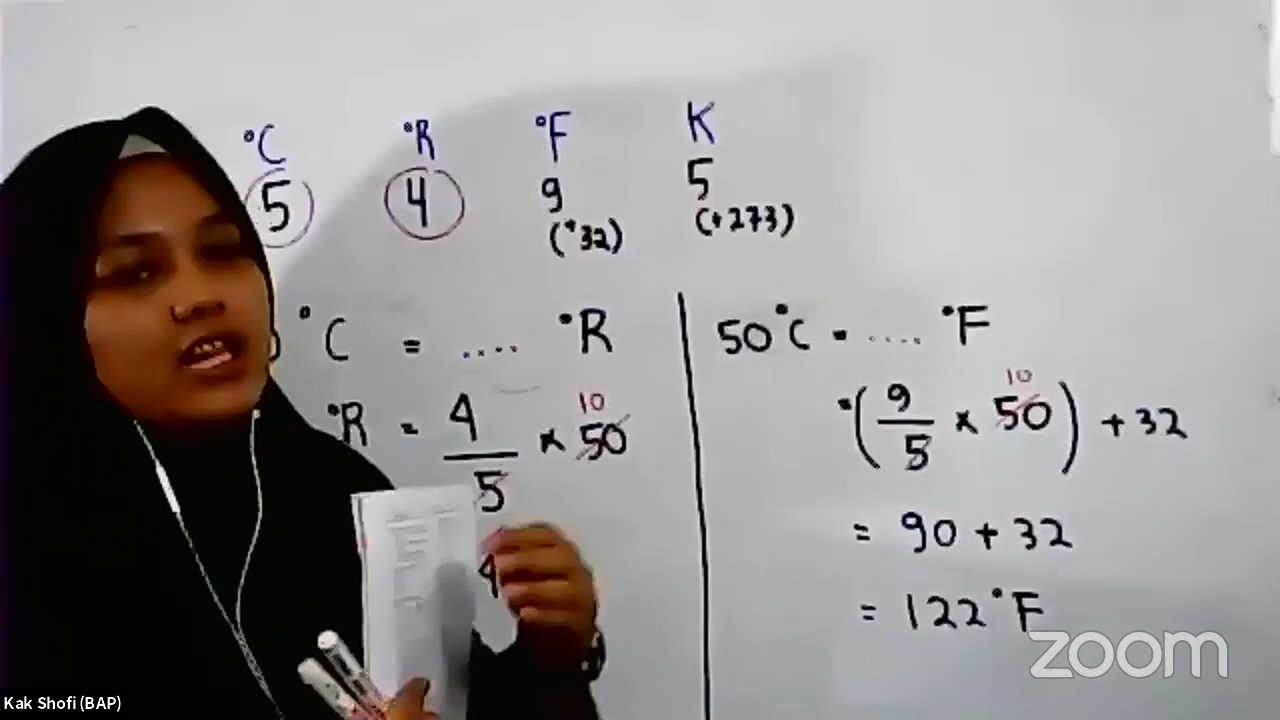 °C °R °F K
5 4 9 5
(+32) (+273)
°C = .... °R
°R = 4/5 × 50
10
4
50°C = .... °F
= (9/5 × 50) + 32
10
= 90 + 32
= 122°F
zoom
Kak Shofi (BAP)